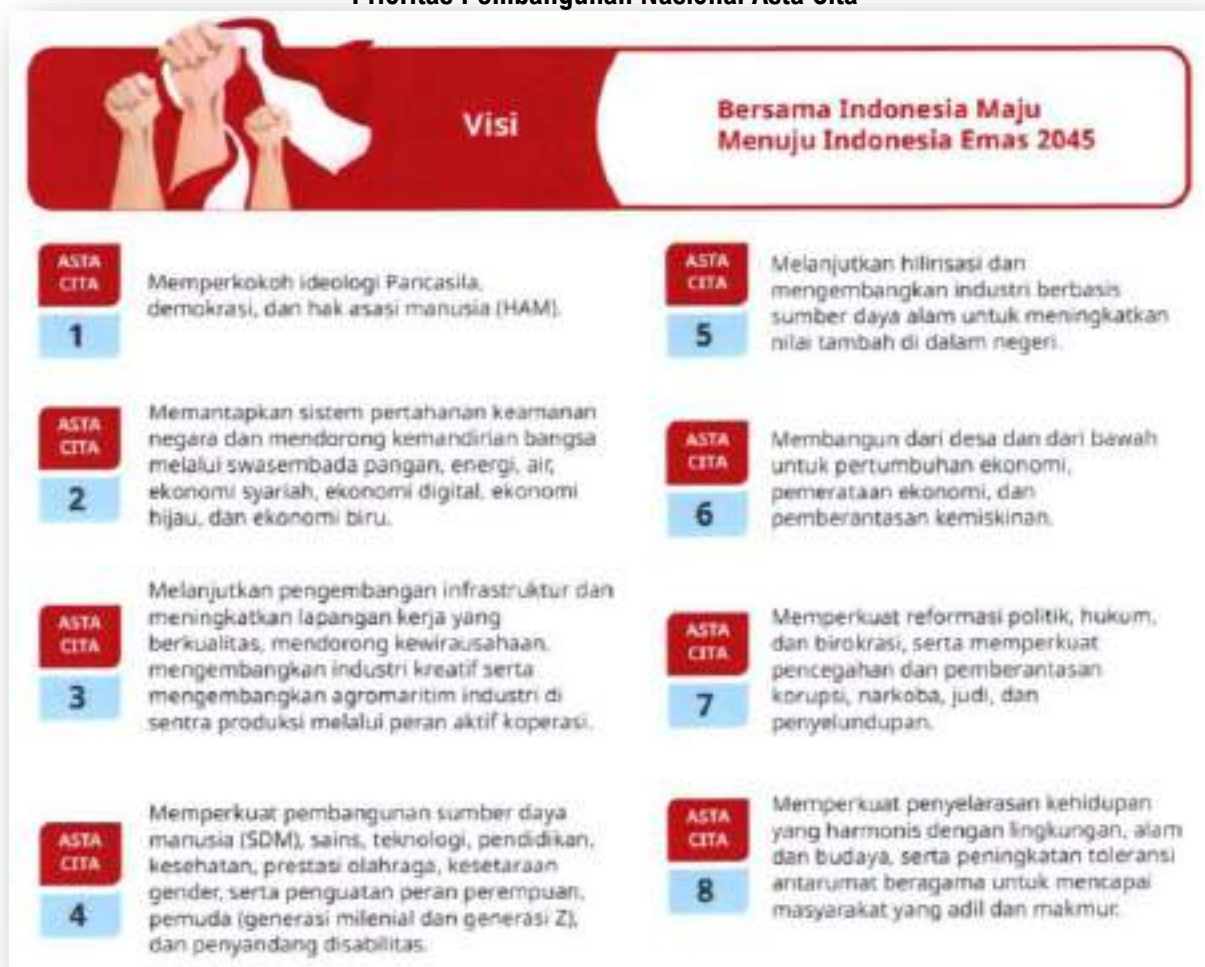 Prioritas Pembangunan Nasional Asta Cita
Visi
Bersama Indonesia Maju
Menuju Indonesia Emas 2045
ASTA
CITA
1
Memperkokoh ideologi Pancasila,
demokrasi, dan hak asasi manusia (HAM).
ASTA
CITA
2
Memantapkan sistem pertahanan keamanan
negara dan mendorong kemandirian bangsa
melalui swasembada pangan, energi, air,
ekonomi syariah, ekonomi digital, ekonomi
hijau, dan ekonomi biru.
ASTA
CITA
3
Melanjutkan pengembangan infrastruktur dan
meningkatkan lapangan kerja yang
berkualitas, mendorong kewirausahaan,
mengembangkan industri kreatif serta
mengembangkan agromaritim industri di
sentra produksi melalui peran aktif koperasi.
ASTA
CITA
4
Memperkuat pembangunan sumber daya
manusia (SDM), sains, teknologi, pendidikan,
kesehatan, prestasi olahraga, kesetaraan
gender, serta penguatan peran perempuan,
pemuda (generasi milenial dan generasi Z),
dan penyandang disabilitas.
ASTA
CITA
5
Melanjutkan hilirisasi dan
mengembangkan industri berbasis
sumber daya alam untuk meningkatkan
nilai tambah di dalam negeri.
ASTA
CITA
6
Membangun dari desa dan dari bawah
untuk pertumbuhan ekonomi,
pemerataan ekonomi, dan
pemberantasan kemiskinan.
ASTA
CITA
7
Memperkuat reformasi politik, hukum,
dan birokrasi, serta memperkuat
pencegahan dan pemberantasan
korupsi, narkoba, judi, dan
penyelundupan.
ASTA
CITA
8
Memperkuat penyelarasan kehidupan
yang harmonis dengan lingkungan, alam
dan budaya, serta peningkatan toleransi
antarumat beragama untuk mencapai
masyarakat yang adil dan makmur.